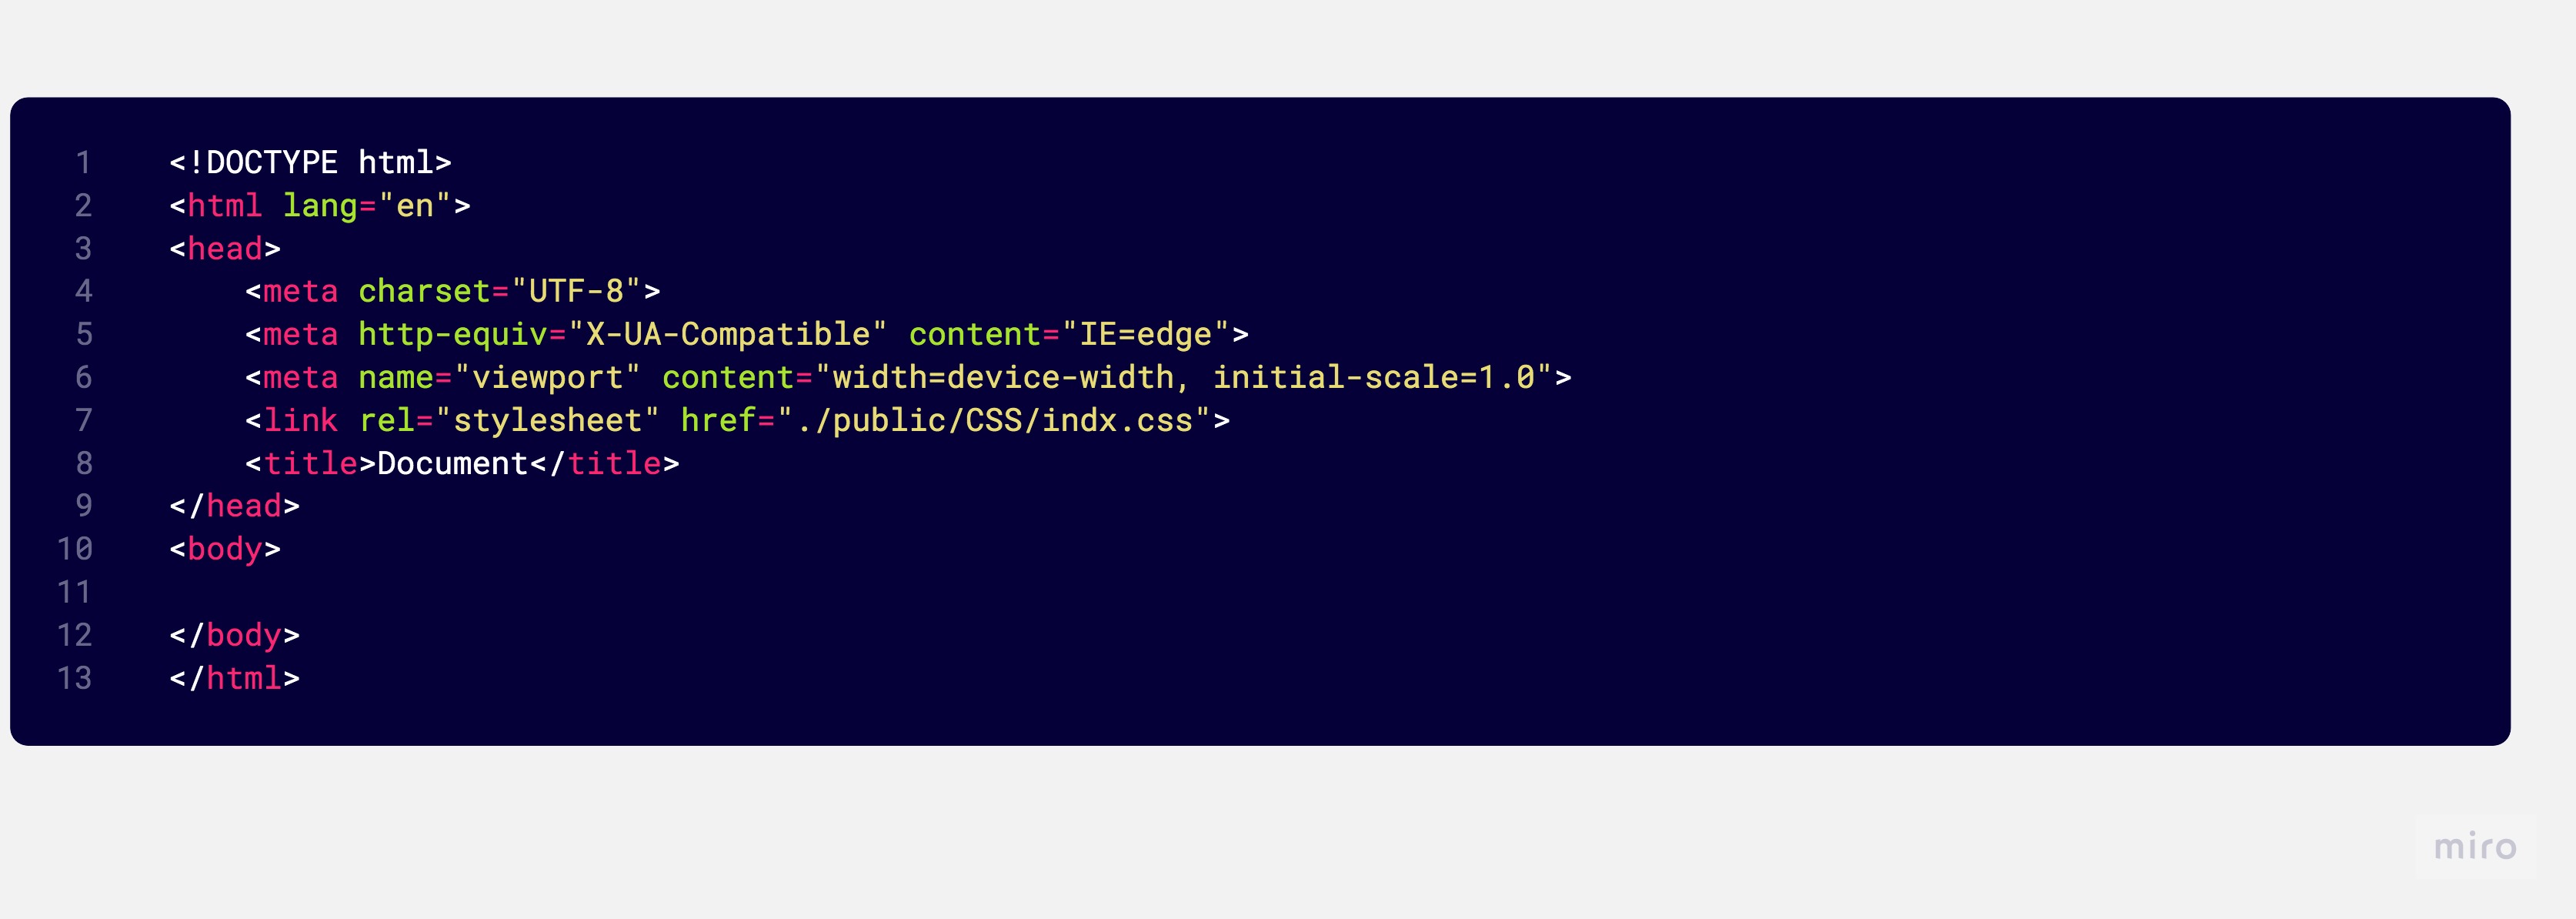 1 <!DOCTYPE html>
2 <html lang="en">
3 <head>
4     <meta charset="UTF-8">
5     <meta http-equiv="X-UA-Compatible" content="IE=edge">
6     <meta name="viewport" content="width=device-width, initial-scale=1.0">
7     <link rel="stylesheet" href="./public/CSS/indx.css">
8     <title>Document</title>
9 </head>
10 <body>
11
12 </body>
13 </html>
miro